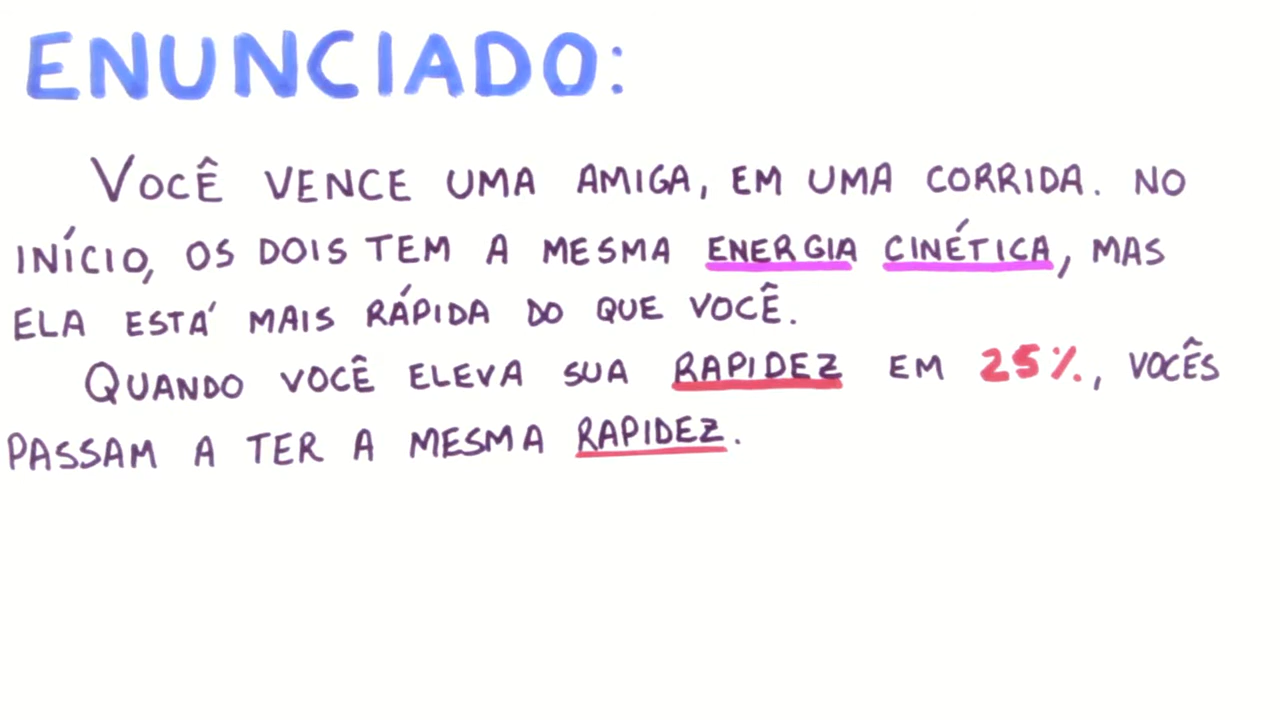 ENUNCIADO:
VOCÊ VENCE UMA AMIGA, EM UMA CORRIDA. NO
INÍCIO, OS DOIS TEM A MESMA ENERGIA CINÉTICA, MAS
ELA ESTÁ MAIS RÁPIDA DO QUE VOCÊ.
QUANDO VOCÊ ELEVA SUA RAPIDEZ EM 25%, VOCÊS
PASSAM A TER A MESMA RAPIDEZ.